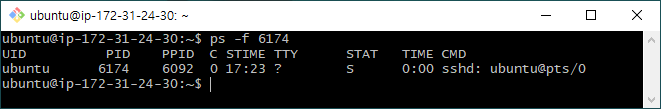 ubuntu@ip-172-31-24-30: ~
ubuntu@ip-172-31-24-30:~$ ps -f 6174
UID        PID  PPID  C STIME TTY      STAT   TIME CMD
ubuntu    6174  6092  0 17:23 ?        S      0:00 sshd: ubuntu@pts/0
ubuntu@ip-172-31-24-30:~$